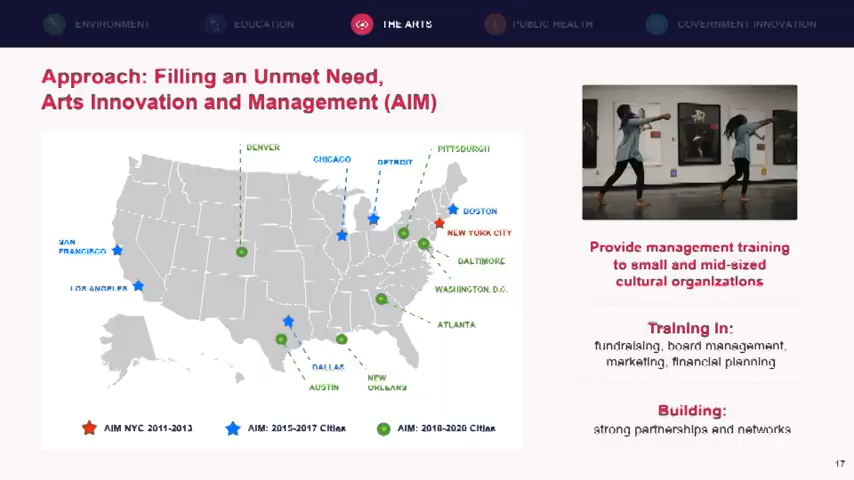 ENVIRONMENT
EDUCATION
THE ARTS
PUBLIC HEALTH
GOVERNMENT INNOVATION
Approach: Filling an Unmet Need,
Arts Innovation and Management (AIM)
DENVER
CHICAGO
DETROIT
PITTSBURGH
BOSTON
NEW YORK CITY
SAN
FRANCISCO
BALTIMORE
LOS ANGELES
WASHINGTON, D.C.
ATLANTA
DALLAS
AUSTIN
NEW
ORLEANS
AIM NYC 2011-2013
AIM: 2015-2017 Cities
AIM: 2018-2020 Cities
Provide management training
to small and mid-sized
cultural organizations
Training in:
fundraising, board management,
marketing, financial planning
Building:
strong partnerships and networks
17